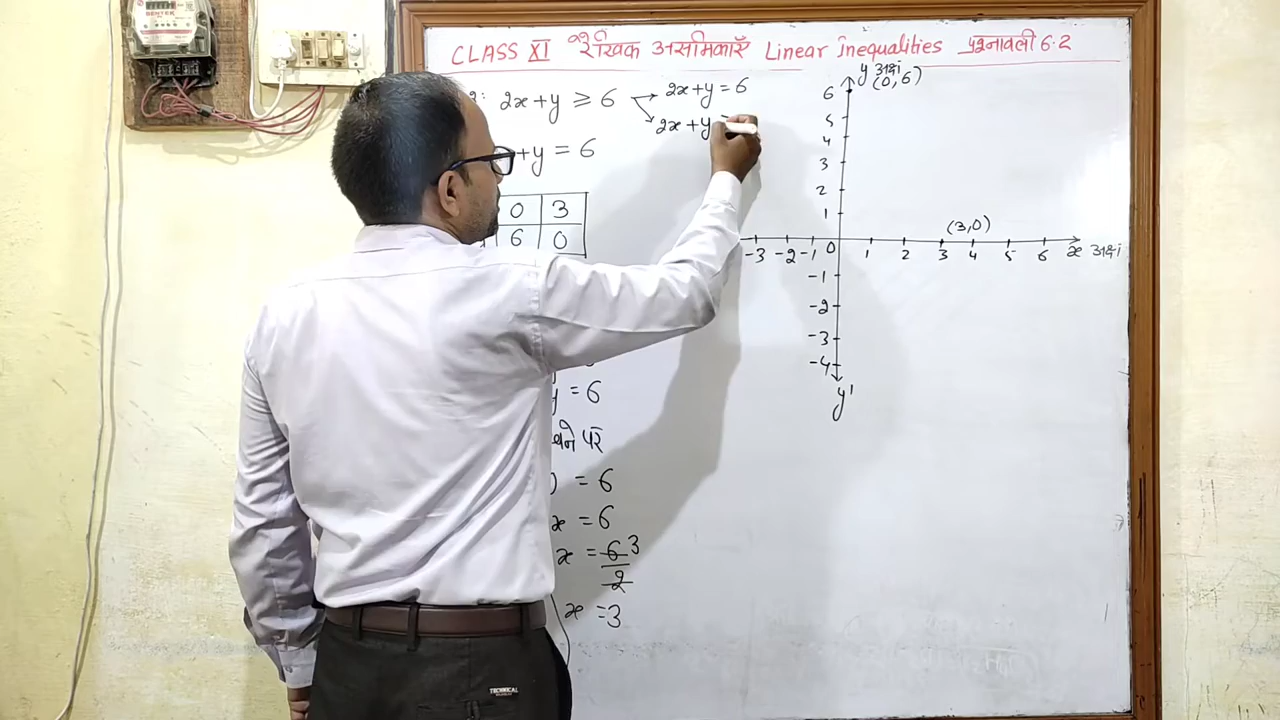 CLASS XI रैखिक असमिकाएँ Linear Inequalities प्रश्नावली 6.2
2: 2x+y ≥ 6
2x+y = 6
2x+y =
+y = 6
0 3
6 0
y = 6
पर
= 6
x = 6
x = 6 3
2
x = 3
y अक्ष
(0,6)
6
5
4
3
2
1
(3,0)
-3 -2 -1 0 1 2 3 4 5 6 x अक्ष
-1
-2
-3
-4
y'
BENTEK
TECHNICAL